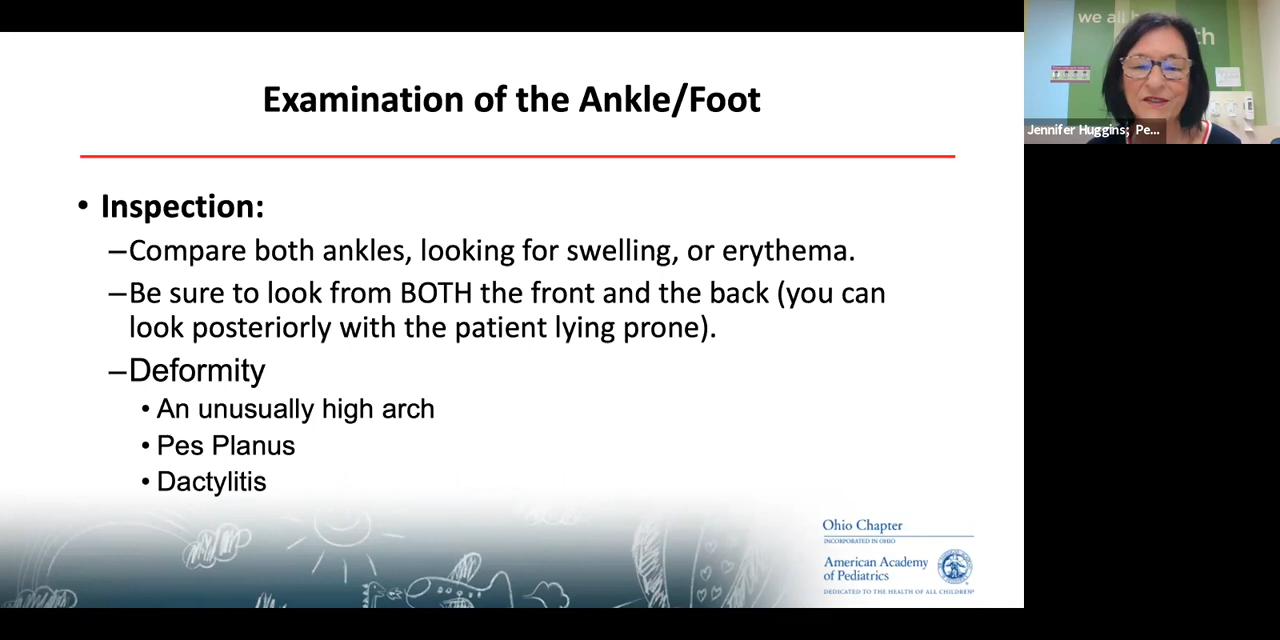 Examination of the Ankle/Foot
• Inspection:
–Compare both ankles, looking for swelling, or erythema.
–Be sure to look from BOTH the front and the back (you can
look posteriorly with the patient lying prone).
–Deformity
• An unusually high arch
• Pes Planus
• Dactylitis
Ohio Chapter
INCORPORATED IN OHIO
American Academy
of Pediatrics
DEDICATED TO THE HEALTH OF ALL CHILDREN®
we all
th
Jennifer Huggins; Pe...